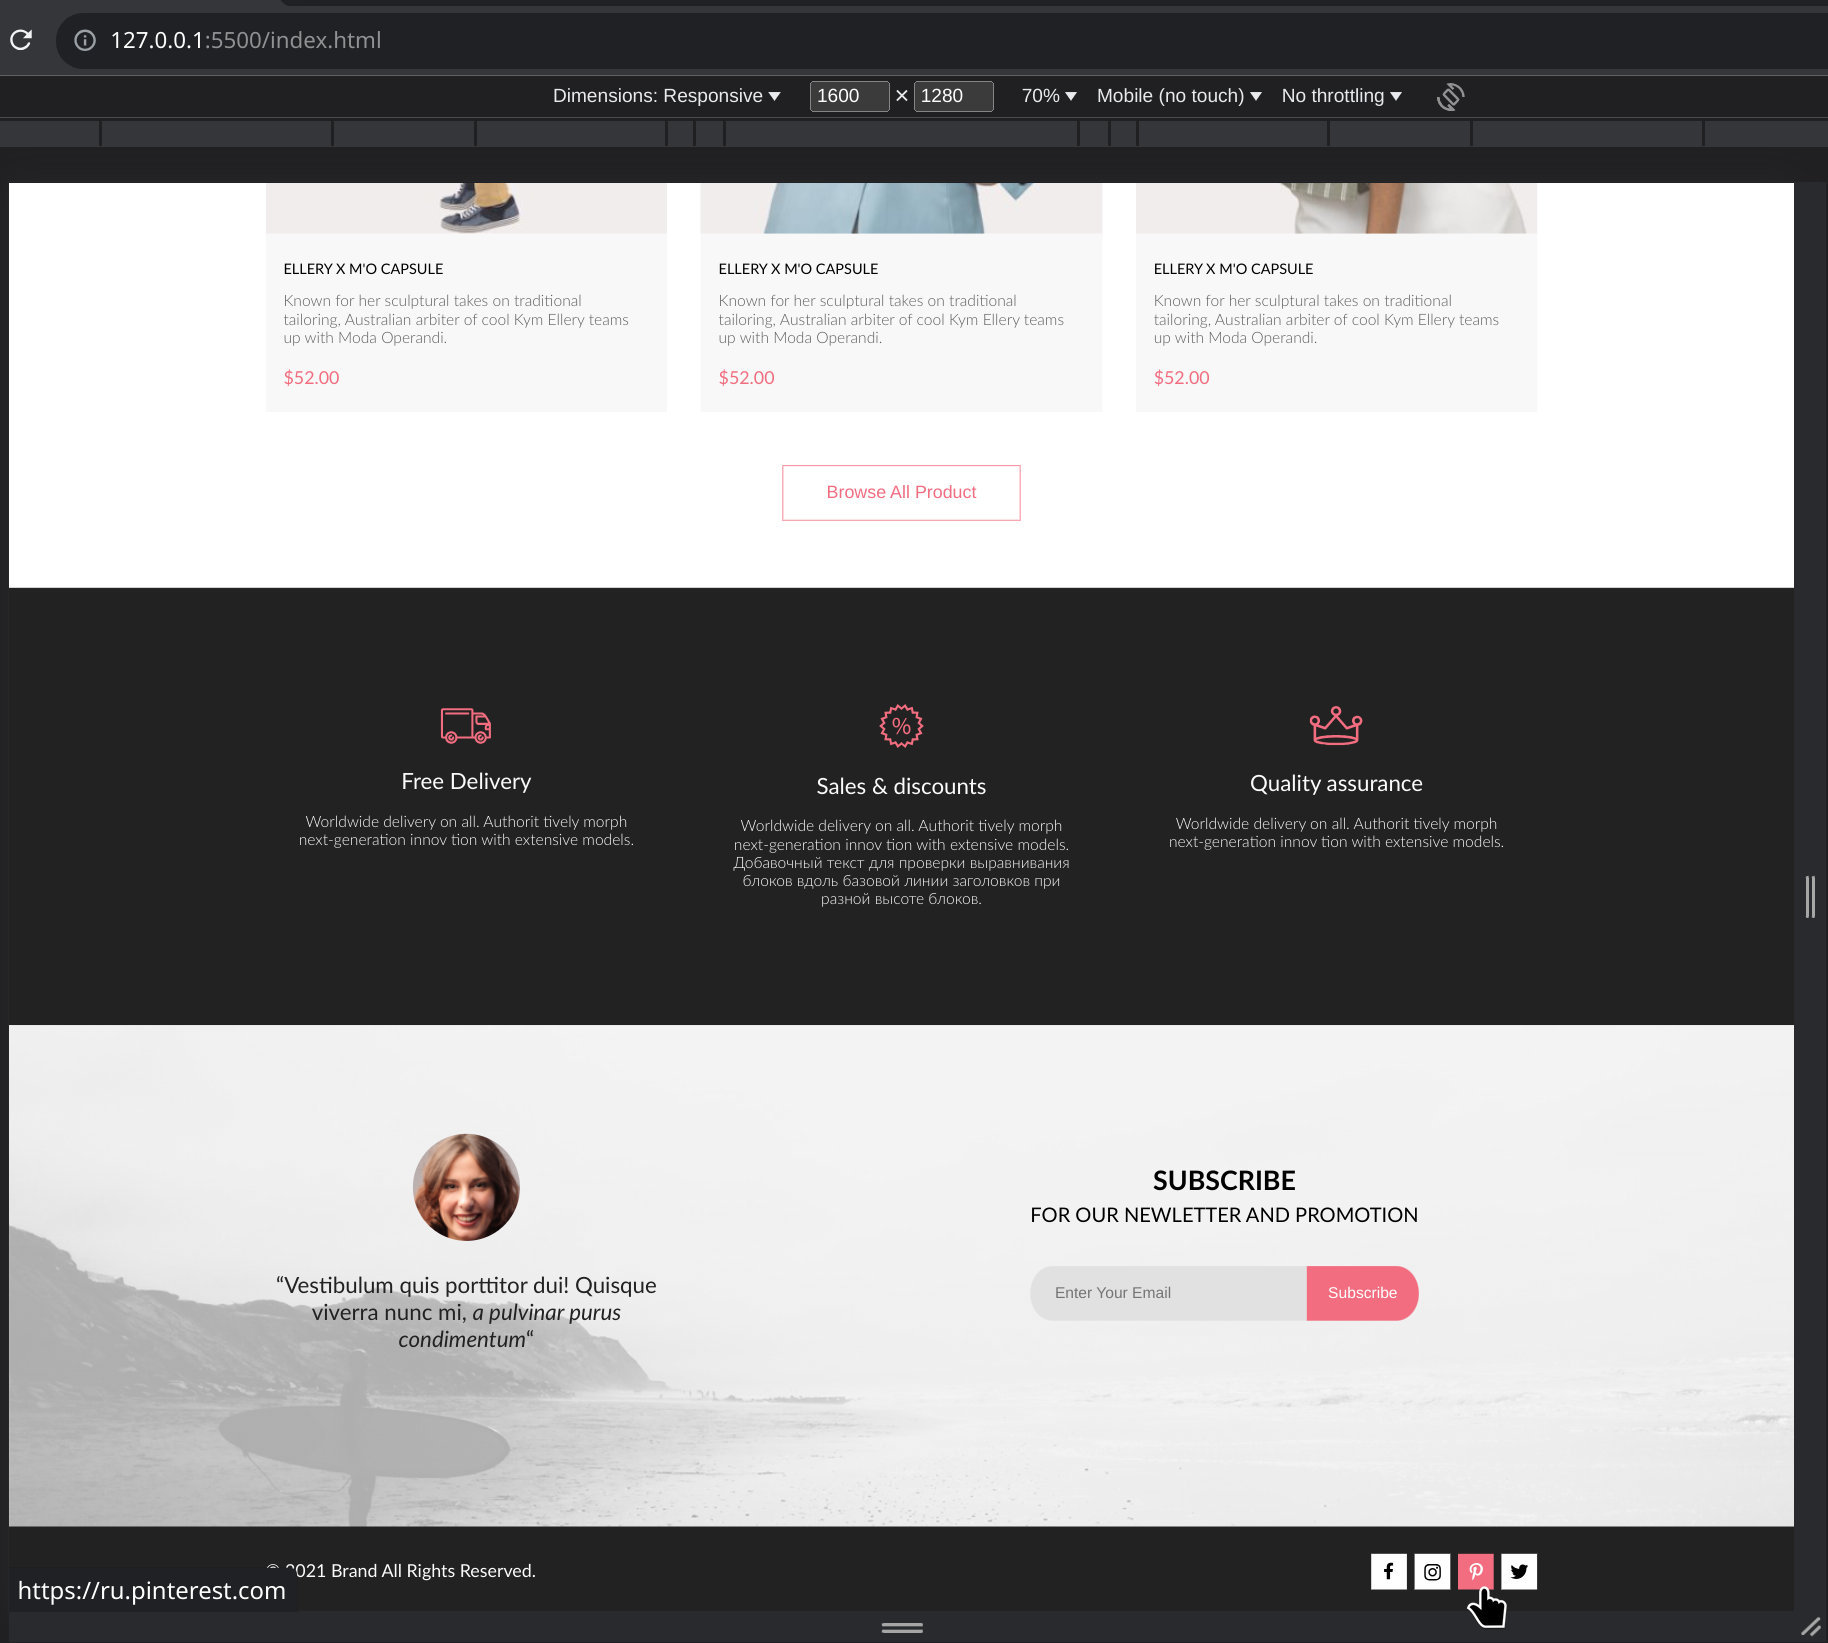 127.0.0.1:5500/index.html
Dimensions: Responsive 1600 × 1280 70% Mobile (no touch) No throttling
ELLERY X M'O CAPSULE
Known for her sculptural takes on traditional
tailoring, Australian arbiter of cool Kym Ellery teams
up with Moda Operandi.
$52.00
ELLERY X M'O CAPSULE
Known for her sculptural takes on traditional
tailoring, Australian arbiter of cool Kym Ellery teams
up with Moda Operandi.
$52.00
ELLERY X M'O CAPSULE
Known for her sculptural takes on traditional
tailoring, Australian arbiter of cool Kym Ellery teams
up with Moda Operandi.
$52.00
Browse All Product
Free Delivery
Worldwide delivery on all. Authorit tively morph
next-generation innov tion with extensive models.
%
Sales & discounts
Worldwide delivery on all. Authorit tively morph
next-generation innov tion with extensive models.
Добавочный текст для проверки выравнивания
блоков вдоль базовой линии заголовков при
разной высоте блоков.
Quality assurance
Worldwide delivery on all. Authorit tively morph
next-generation innov tion with extensive models.
“Vestibulum quis porttitor dui! Quisque
viverra nunc mi, a pulvinar purus
condimentum“
SUBSCRIBE
FOR OUR NEWLETTER AND PROMOTION
Enter Your Email
Subscribe
© 2021 Brand All Rights Reserved.
https://ru.pinterest.com